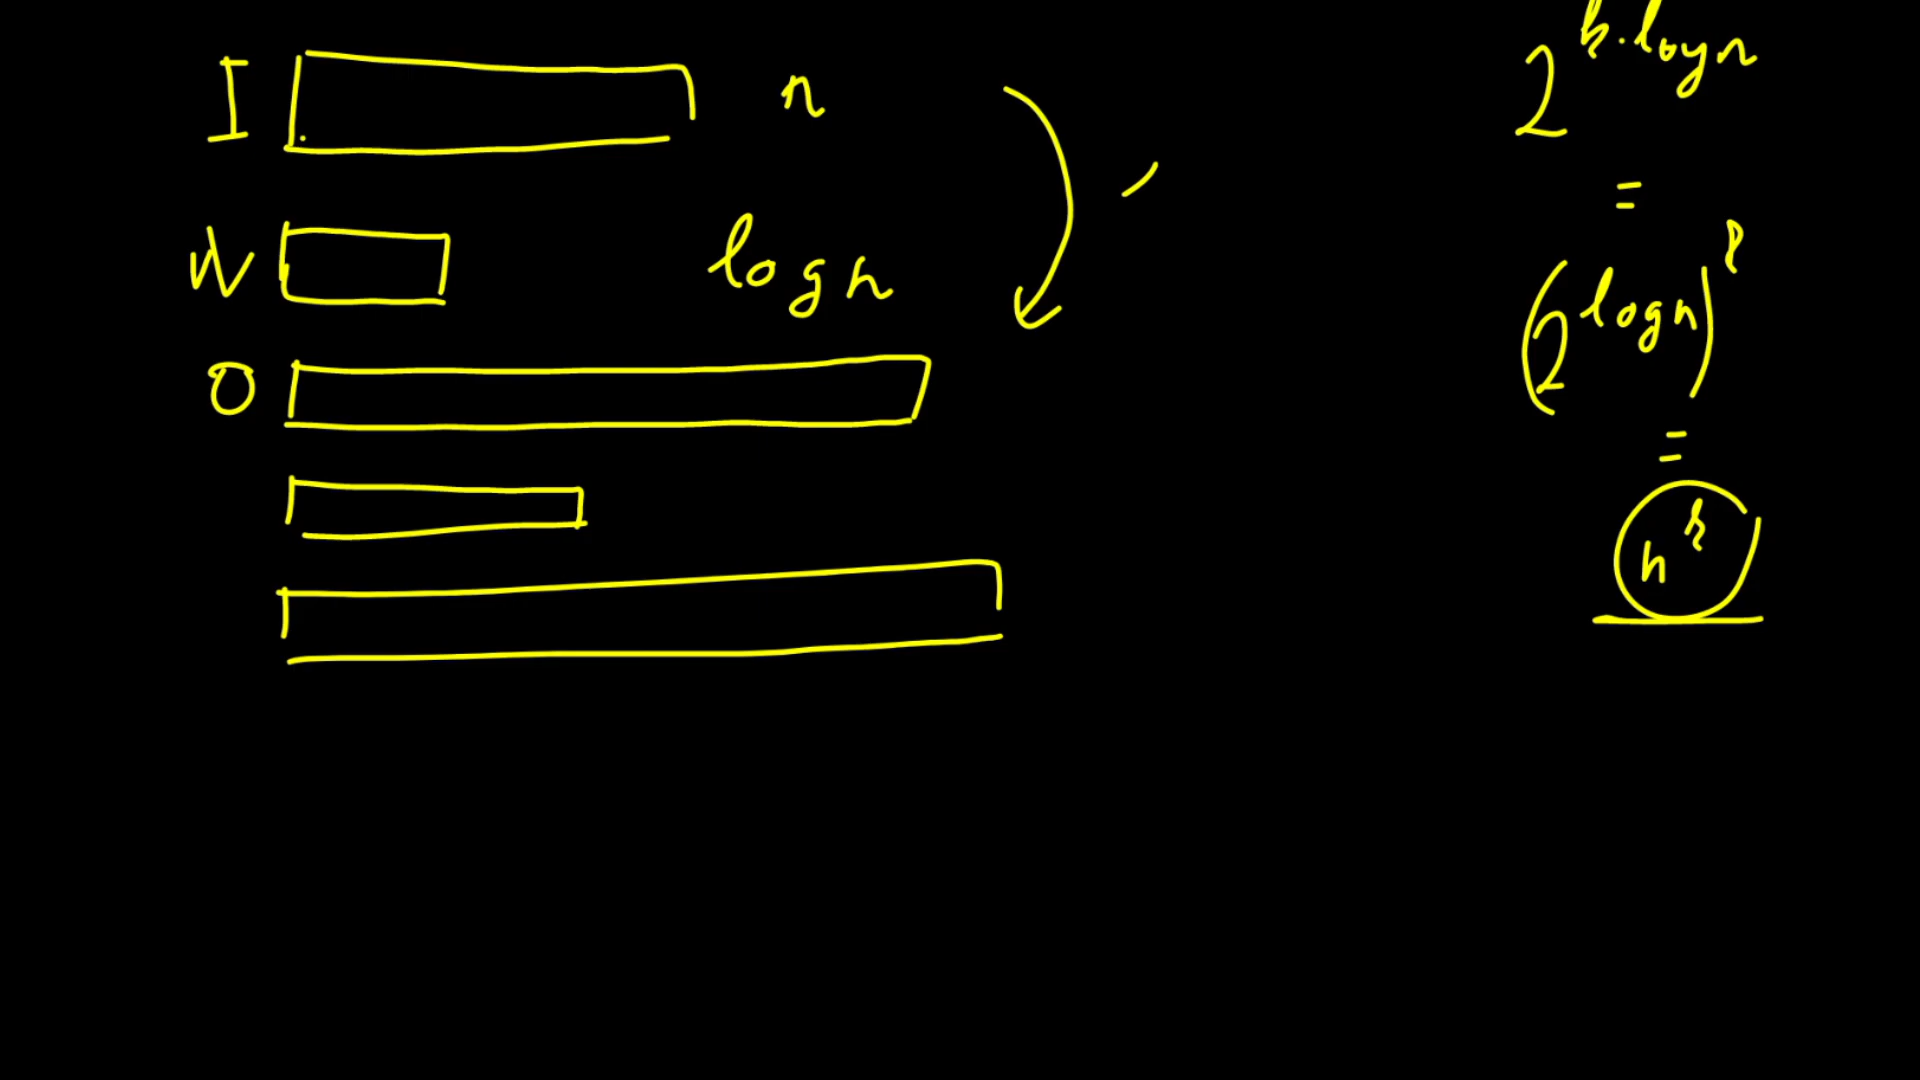 I n
W log n
O
2^{k·log n}
=
(2^{log n})^k
=
n^k